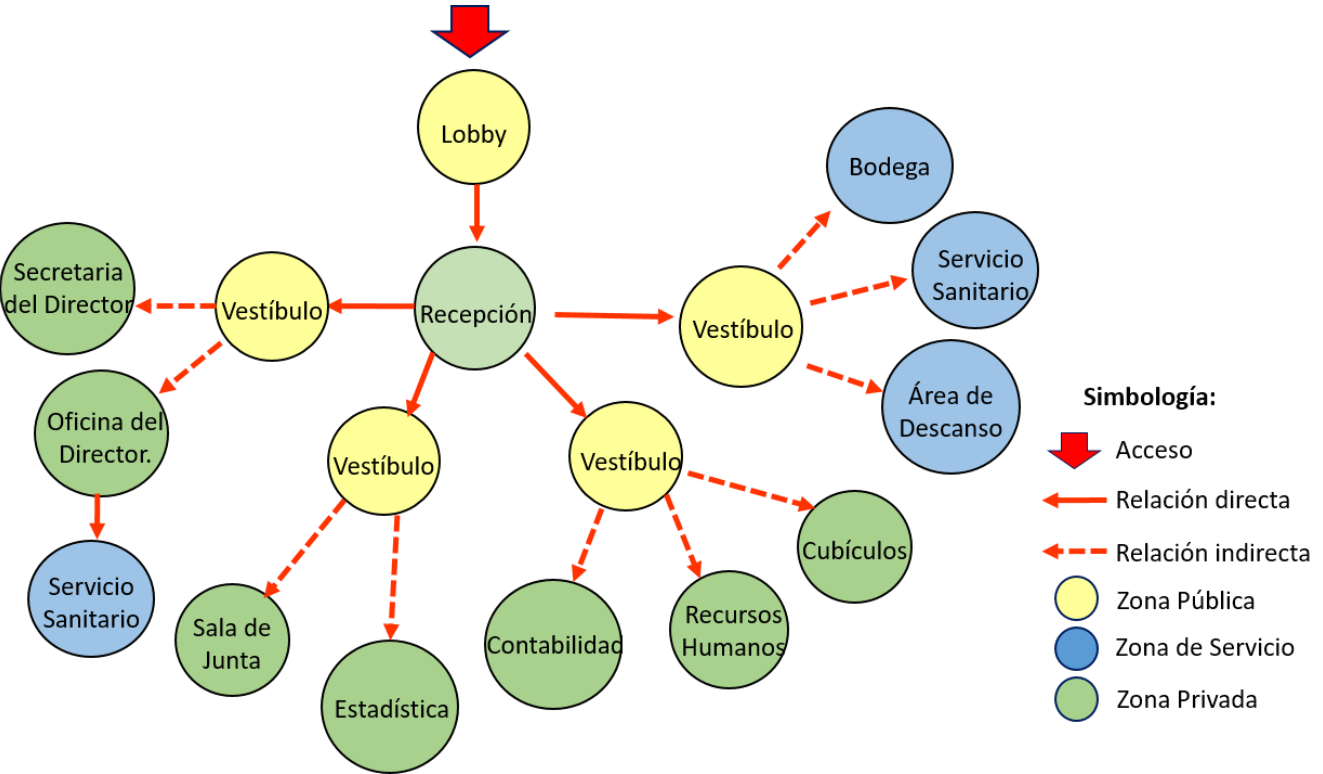 Lobby
Bodega
Secretaria
del Director
Vestíbulo
Recepción
Vestíbulo
Servicio
Sanitario
Oficina del
Director.
Vestíbulo
Vestíbulo
Área de
Descanso
Servicio
Sanitario
Sala de
Junta
Estadística
Contabilidad
Recursos
Humanos
Cubículos
Simbología:
Acceso
Relación directa
Relación indirecta
Zona Pública
Zona de Servicio
Zona Privada